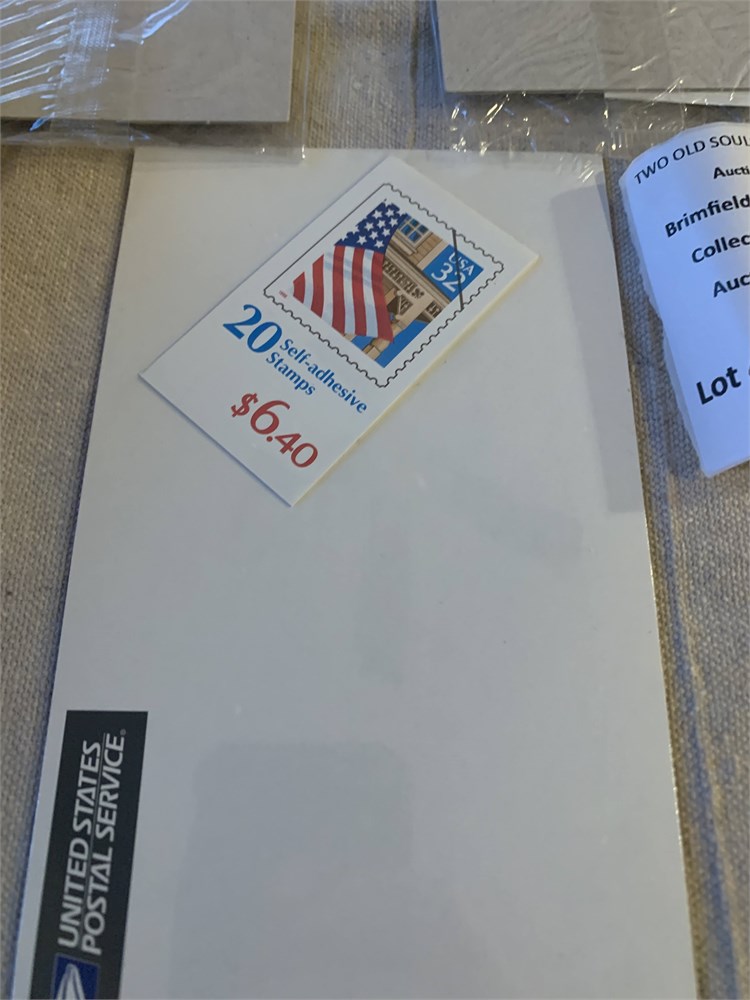 USA
32
20 Self-adhesive
Stamps
$6.40
UNITED STATES
POSTAL SERVICE®
TWO OLD SOUL
Aucti
Brimfield
Collec
Auc
Lot